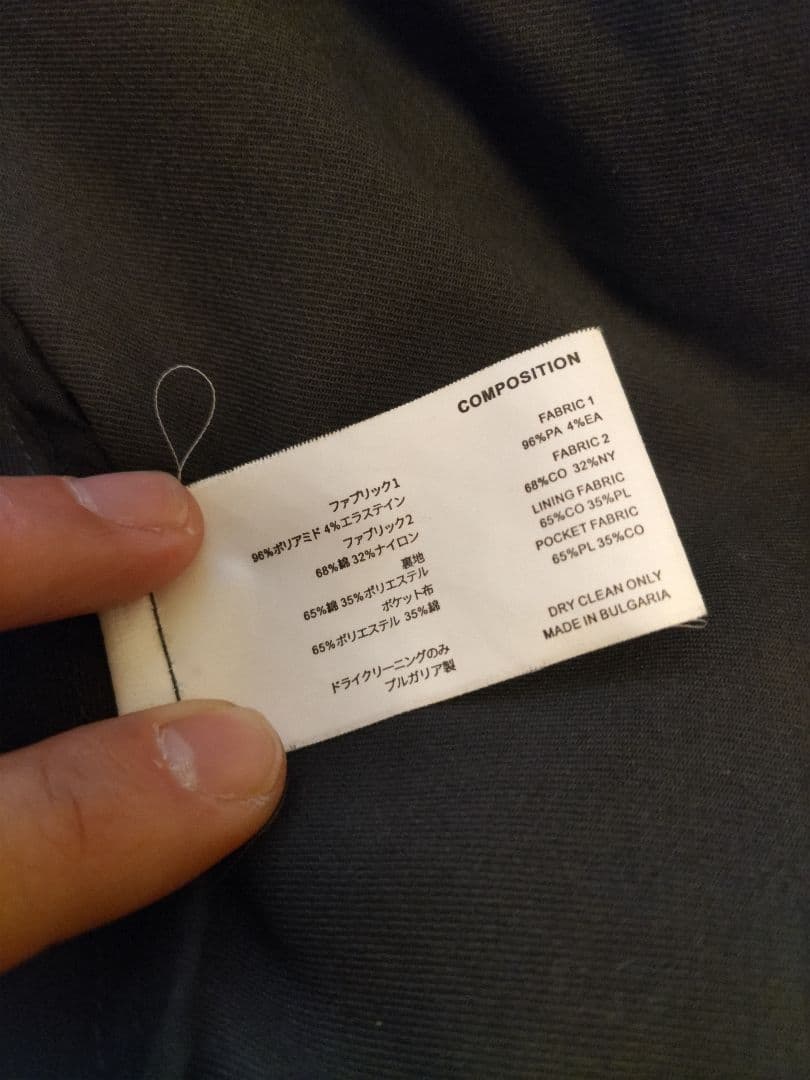 COMPOSITION
FABRIC 1
96%PA 4%EA
FABRIC 2
68%CO 32%NY
LINING FABRIC
65%CO 35%PL
POCKET FABRIC
65%PL 35%CO
DRY CLEAN ONLY
MADE IN BULGARIA
ファブリック1
96%ポリアミド 4%エラステイン
ファブリック2
68%綿 32%ナイロン
裏地
65%綿 35%ポリエステル
ポケット布
65%ポリエステル 35%綿
ドライクリーニングのみ
ブルガリア製